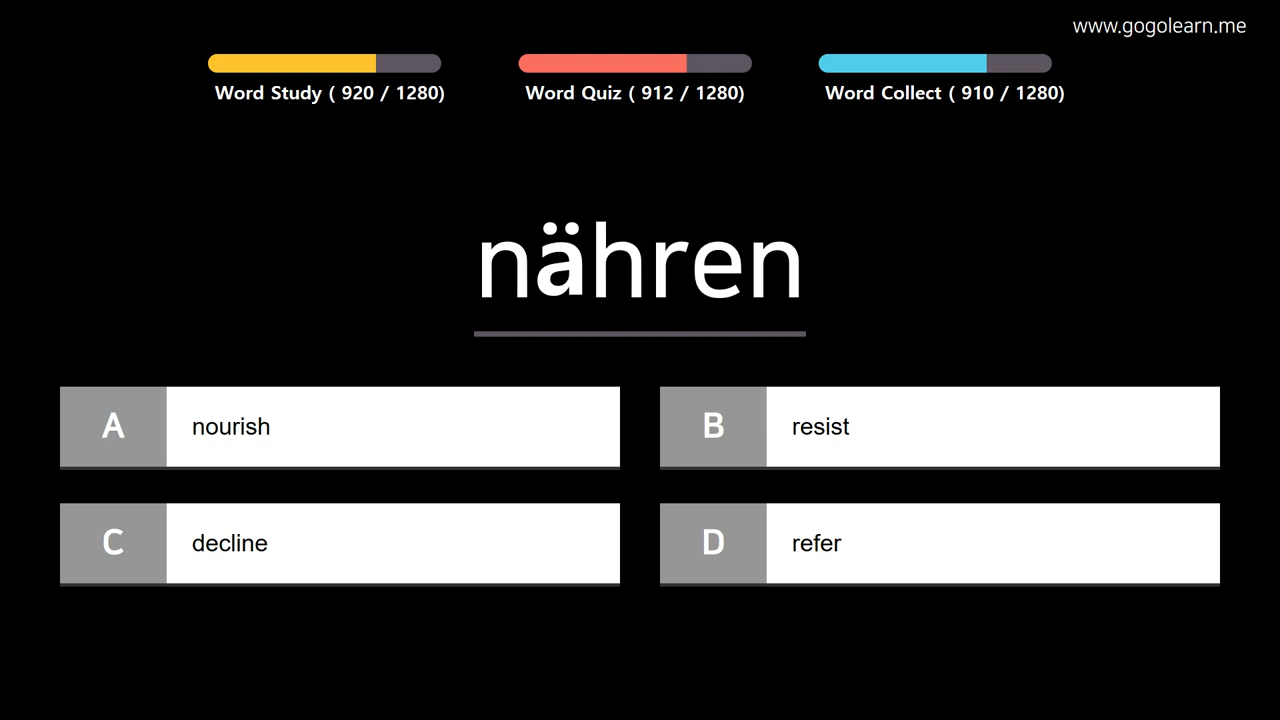 www.gogolearn.me
Word Study ( 920 / 1280)
Word Quiz ( 912 / 1280)
Word Collect ( 910 / 1280)
nähren
A nourish
B resist
C decline
D refer